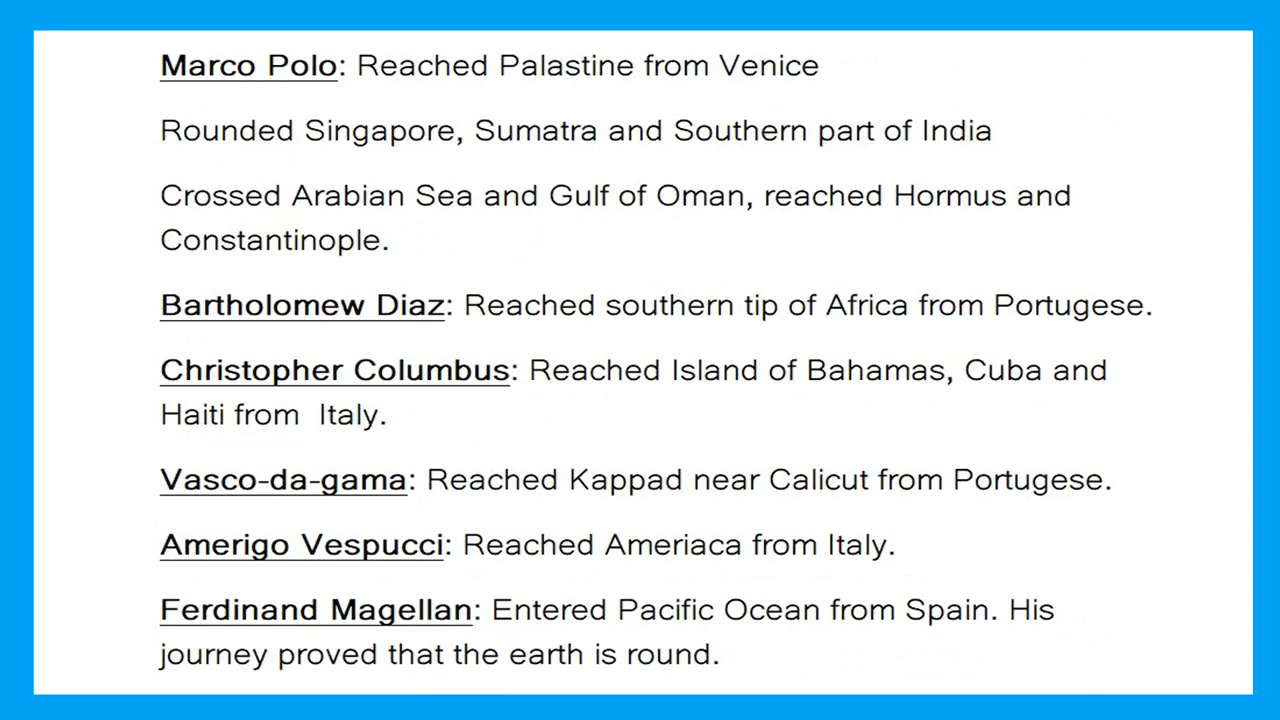 Marco Polo: Reached Palastine from Venice
Rounded Singapore, Sumatra and Southern part of India
Crossed Arabian Sea and Gulf of Oman, reached Hormus and
Constantinople.
Bartholomew Diaz: Reached southern tip of Africa from Portugese.
Christopher Columbus: Reached Island of Bahamas, Cuba and
Haiti from  Italy.
Vasco-da-gama: Reached Kappad near Calicut from Portugese.
Amerigo Vespucci: Reached Ameriaca from Italy.
Ferdinand Magellan: Entered Pacific Ocean from Spain. His
journey proved that the earth is round.